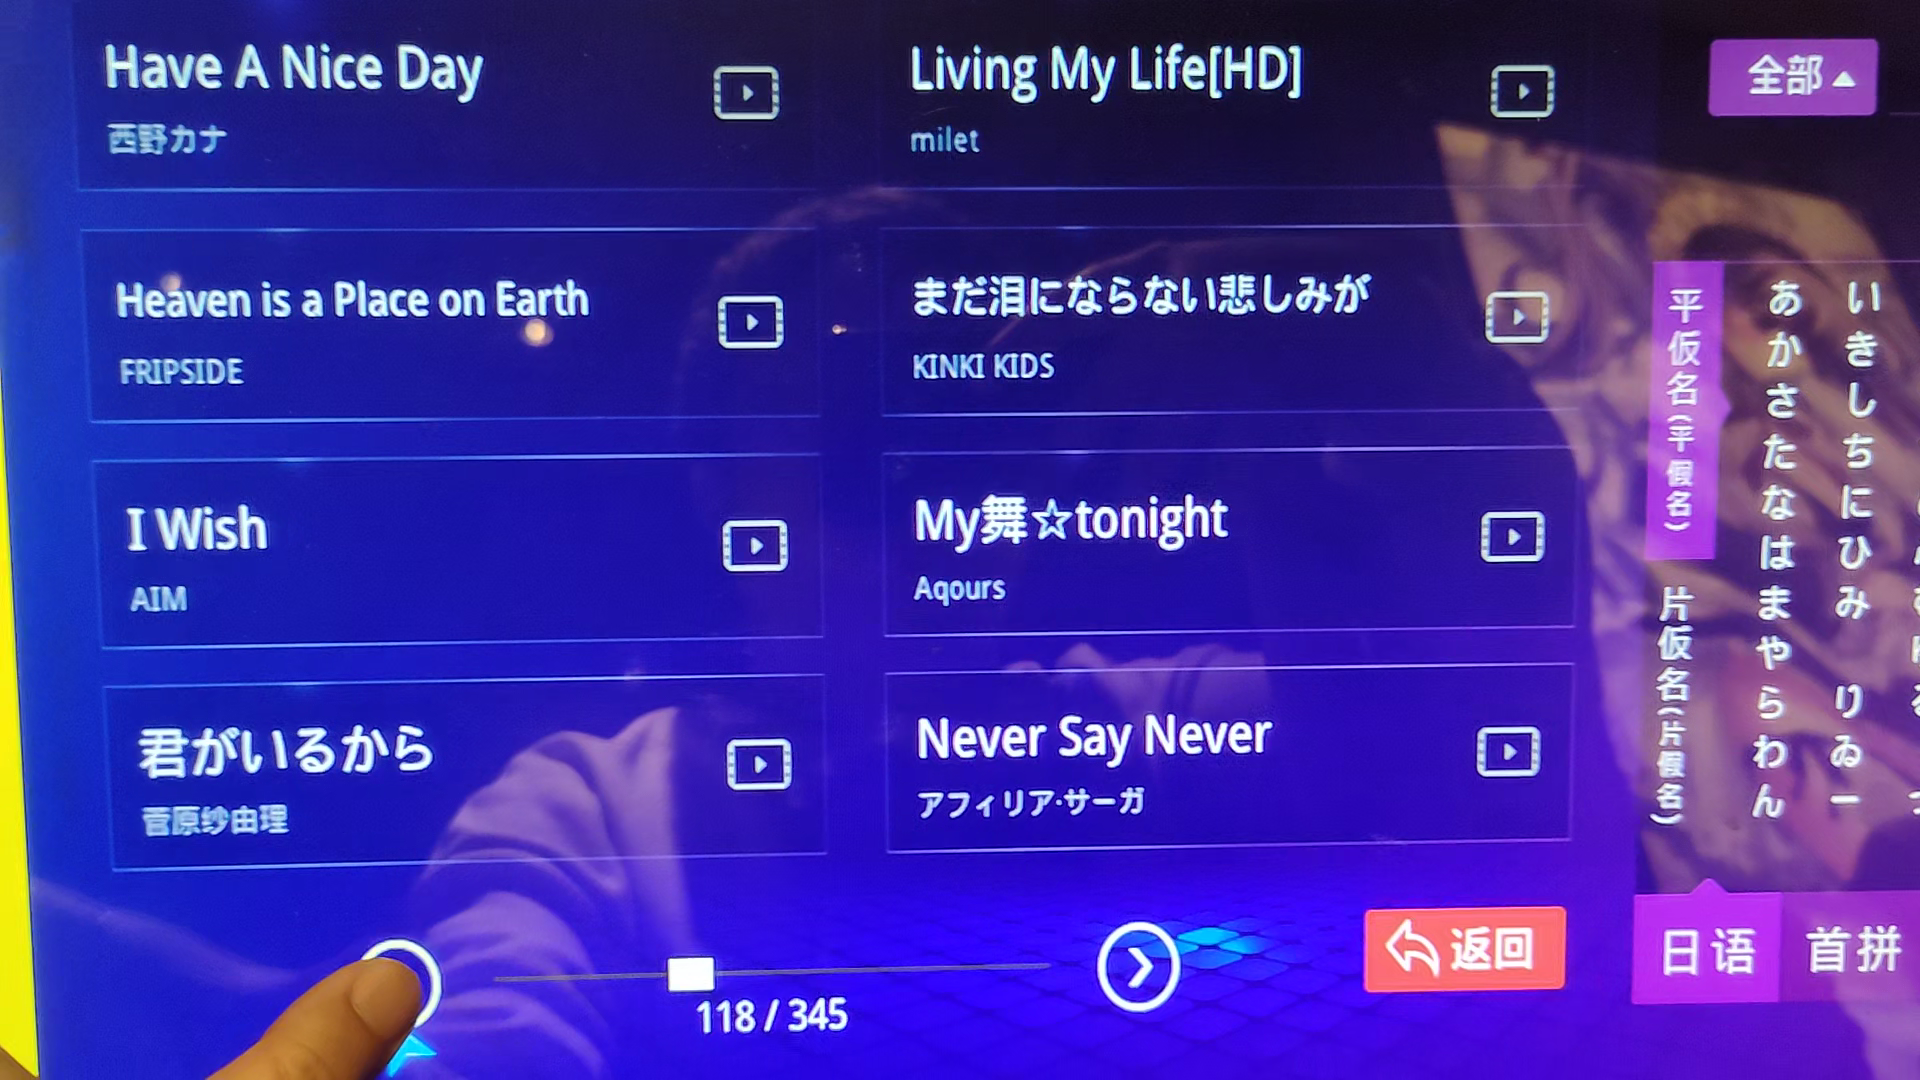 Have A Nice Day
西野カナ
Living My Life[HD]
milet
Heaven is a Place on Earth
FRIPSIDE
まだ泪にならない悲しみが
KINKI KIDS
I Wish
AIM
My舞☆tonight
Aqours
君がいるから
菅原纱由理
Never Say Never
アフィリア·サーガ
118 / 345
返回
全部
平仮名(平假名)
片仮名(片假名)
あかさたなはまやらわん
いきしちにひみ りゐー
日语
首拼